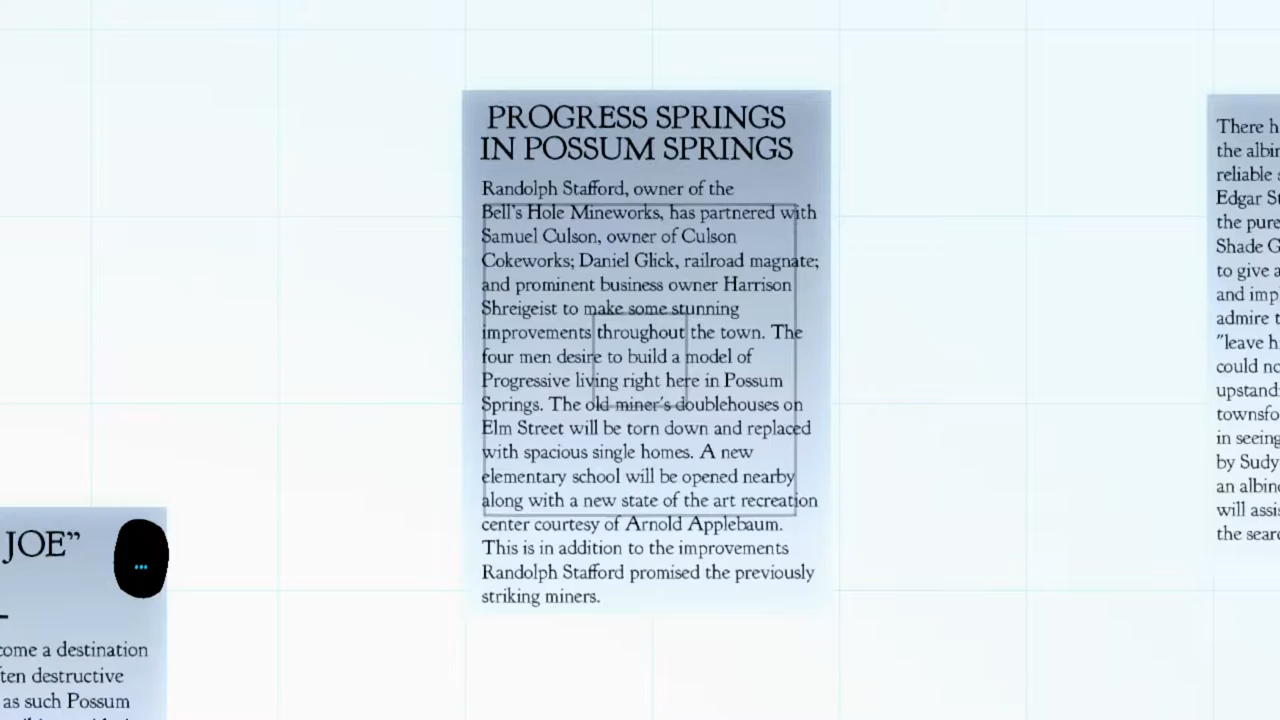 PROGRESS SPRINGS
IN POSSUM SPRINGS
Randolph Stafford, owner of the
Bell's Hole Mineworks, has partnered with
Samuel Culson, owner of Culson
Cokeworks; Daniel Glick, railroad magnate;
and prominent business owner Harrison
Shreigeist to make some stunning
improvements throughout the town. The
four men desire to build a model of
Progressive living right here in Possum
Springs. The old miner's doublehouses on
Elm Street will be torn down and replaced
with spacious single homes. A new
elementary school will be opened nearby
along with a new state of the art recreation
center courtesy of Arnold Applebaum.
This is in addition to the improvements
Randolph Stafford promised the previously
striking miners.
JOE”
...
come a destination
ten destructive
as such Possum
There h
the albin
reliable
Edgar St
the pure
Shade G
to give a
and imp
admire t
"leave h
could no
upstand
townsfo
in seeing
by Sudy
an albino
will assis
the searc